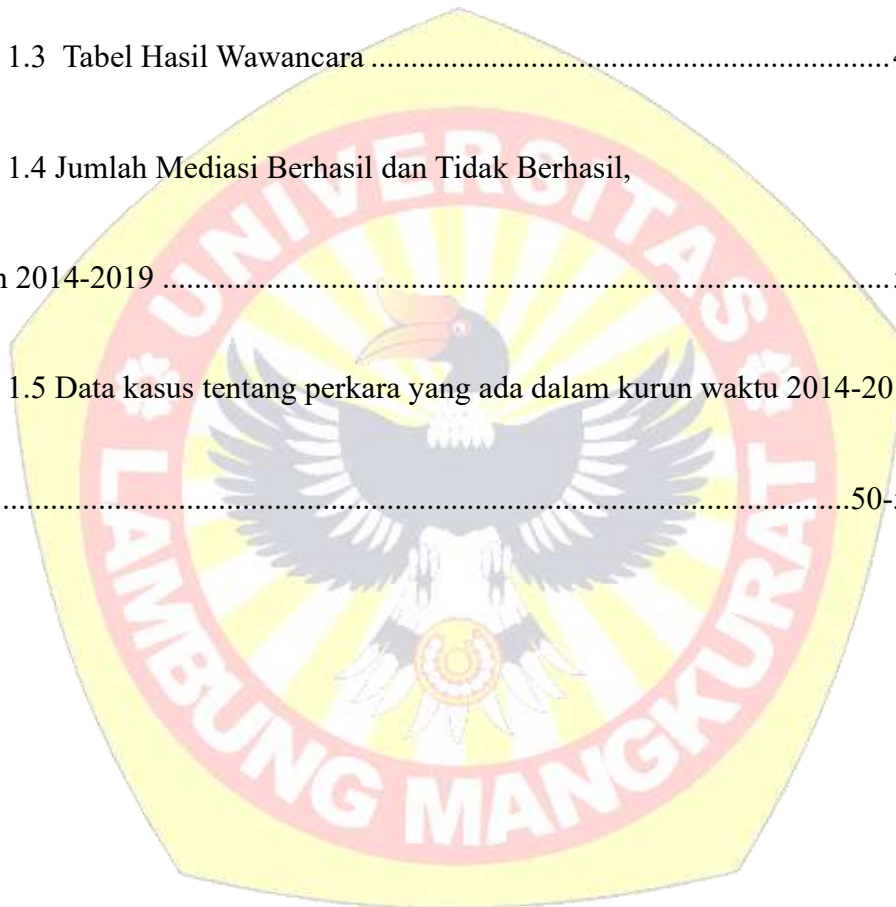 1.3 Tabel Hasil Wawancara ................................................................
1.4 Jumlah Mediasi Berhasil dan Tidak Berhasil,
2014-2019 ...........................................................................................
1.5 Data kasus tentang perkara yang ada dalam kurun waktu 2014-20
..........................................................................................................50-
UNIVERSITAS
LAMBUNG MANGKURAT